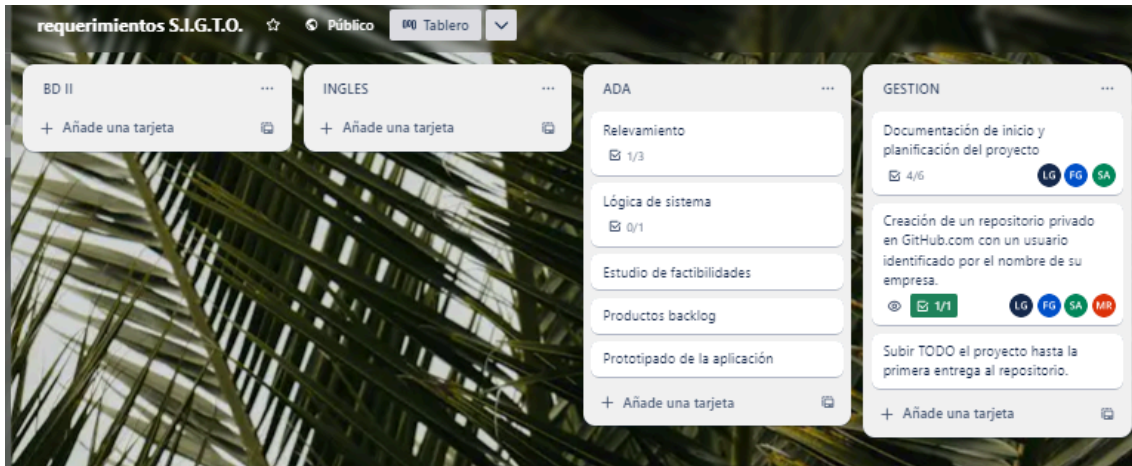 requerimientos S.I.G.T.O.
Público
Tablero
BD II
Añade una tarjeta
INGLES
Añade una tarjeta
ADA
Relevamiento
1/3
Lógica de sistema
0/1
Estudio de factibilidades
Productos backlog
Prototipado de la aplicación
Añade una tarjeta
GESTION
Documentación de inicio y
planificación del proyecto
4/6
LG FG SA
Creación de un repositorio privado
en GitHub.com con un usuario
identificado por el nombre de su
empresa.
1/1
LG FG SA MR
Subir TODO el proyecto hasta la
primera entrega al repositorio.
Añade una tarjeta